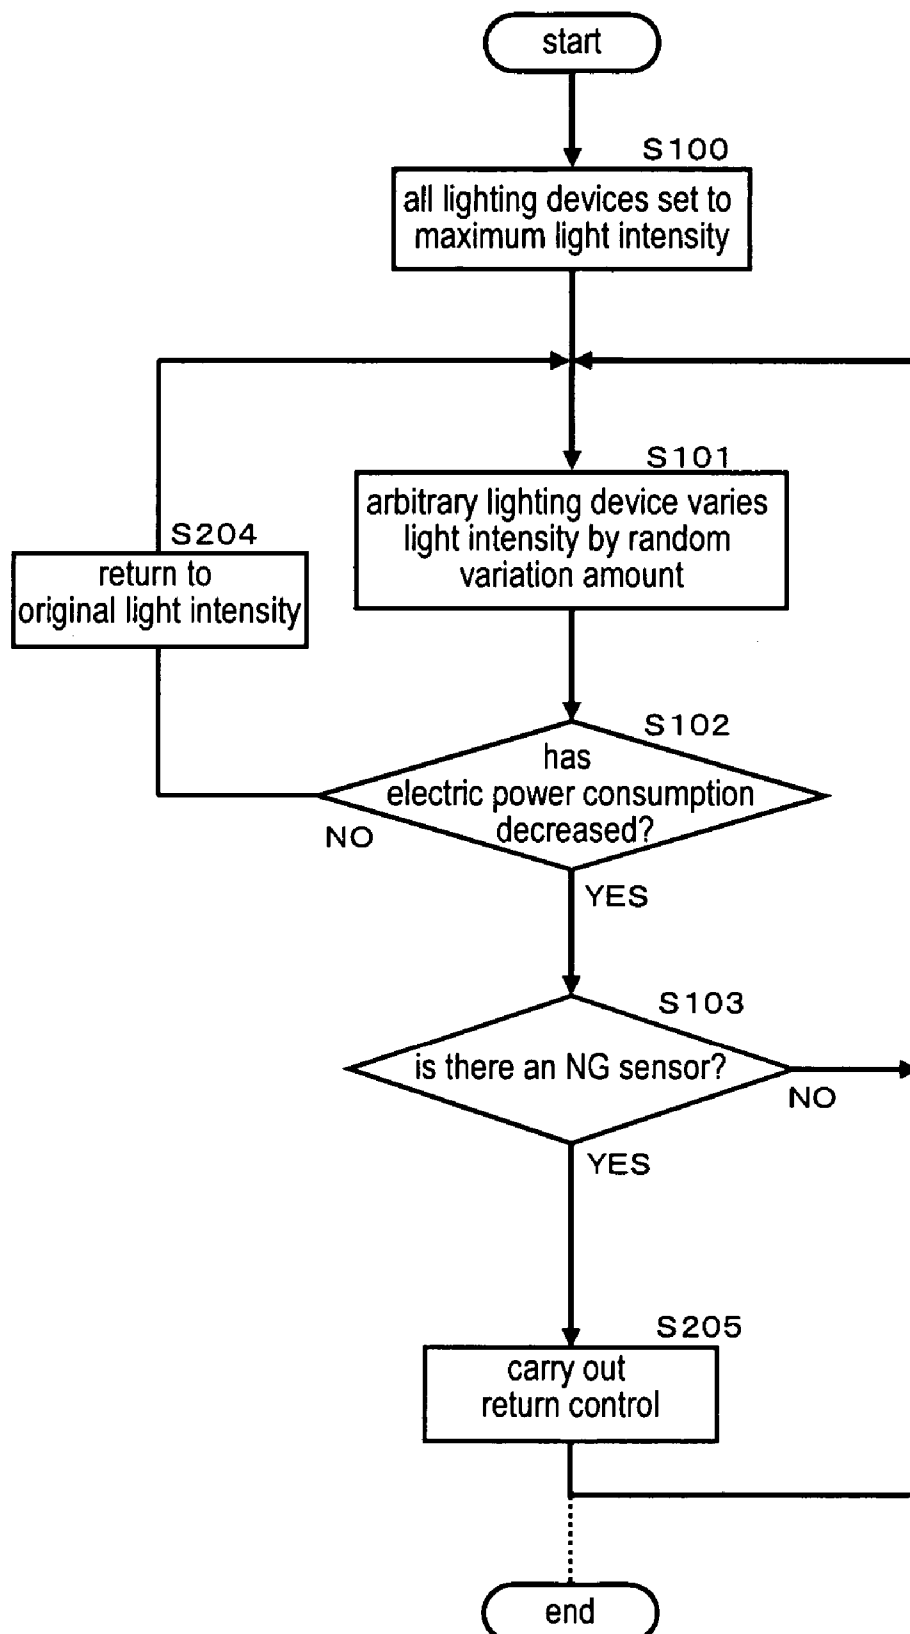 start
S100
all lighting devices set to
maximum light intensity
S101
arbitrary lighting device varies
light intensity by random
variation amount
S204
return to
original light intensity
S102
has
electric power consumption
decreased?
NO
YES
S103
is there an NG sensor?
NO
YES
S205
carry out
return control
end